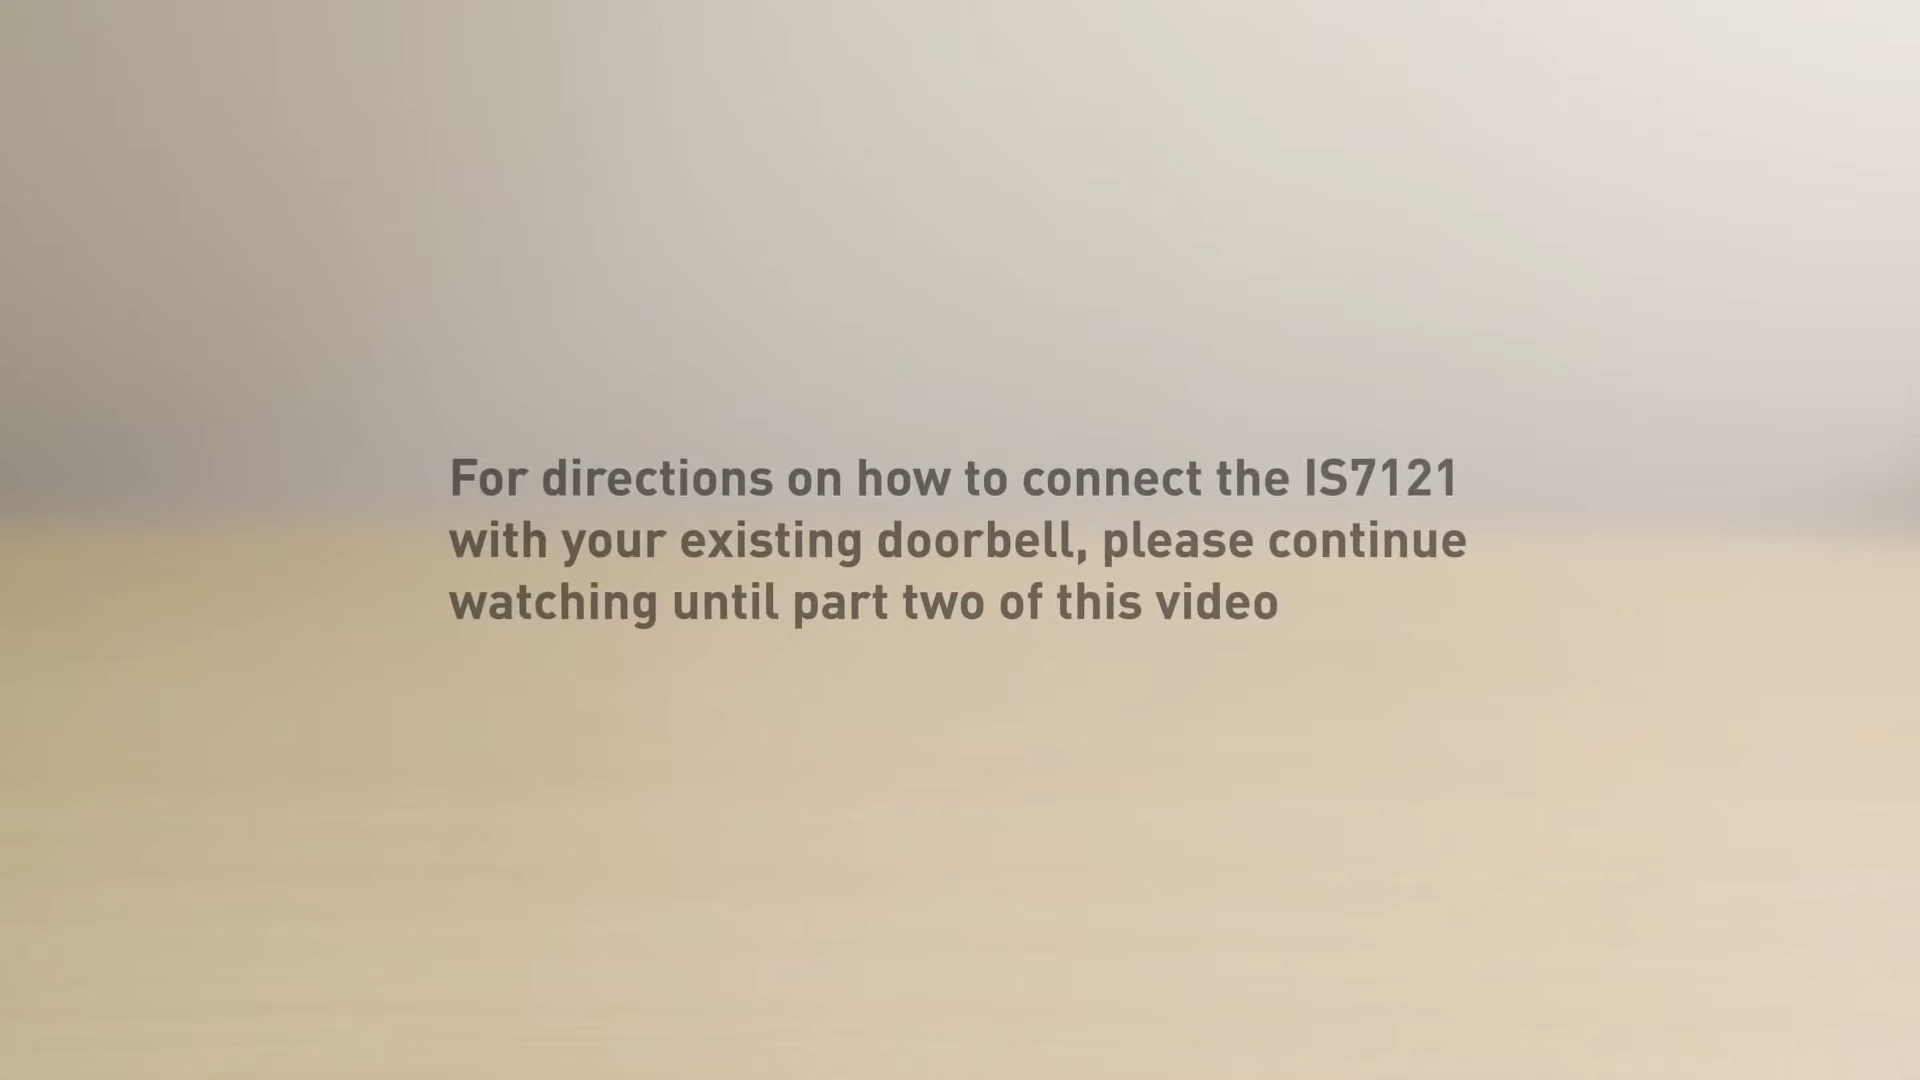 For directions on how to connect the IS7121
with your existing doorbell, please continue
watching until part two of this video